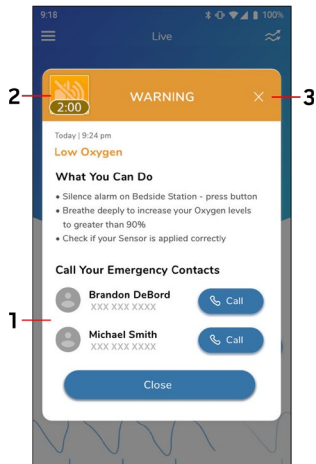 9:18
100%
Live
2
2:00
WARNING
3
Today | 9:24 pm
Low Oxygen
What You Can Do
• Silence alarm on Bedside Station - press button
• Breathe deeply to increase your Oxygen levels
to greater than 90%
• Check if your Sensor is applied correctly
Call Your Emergency Contacts
Brandon DeBord
XXX XXX XXXX
Call
1
Michael Smith
XXX XXX XXXX
Call
Close